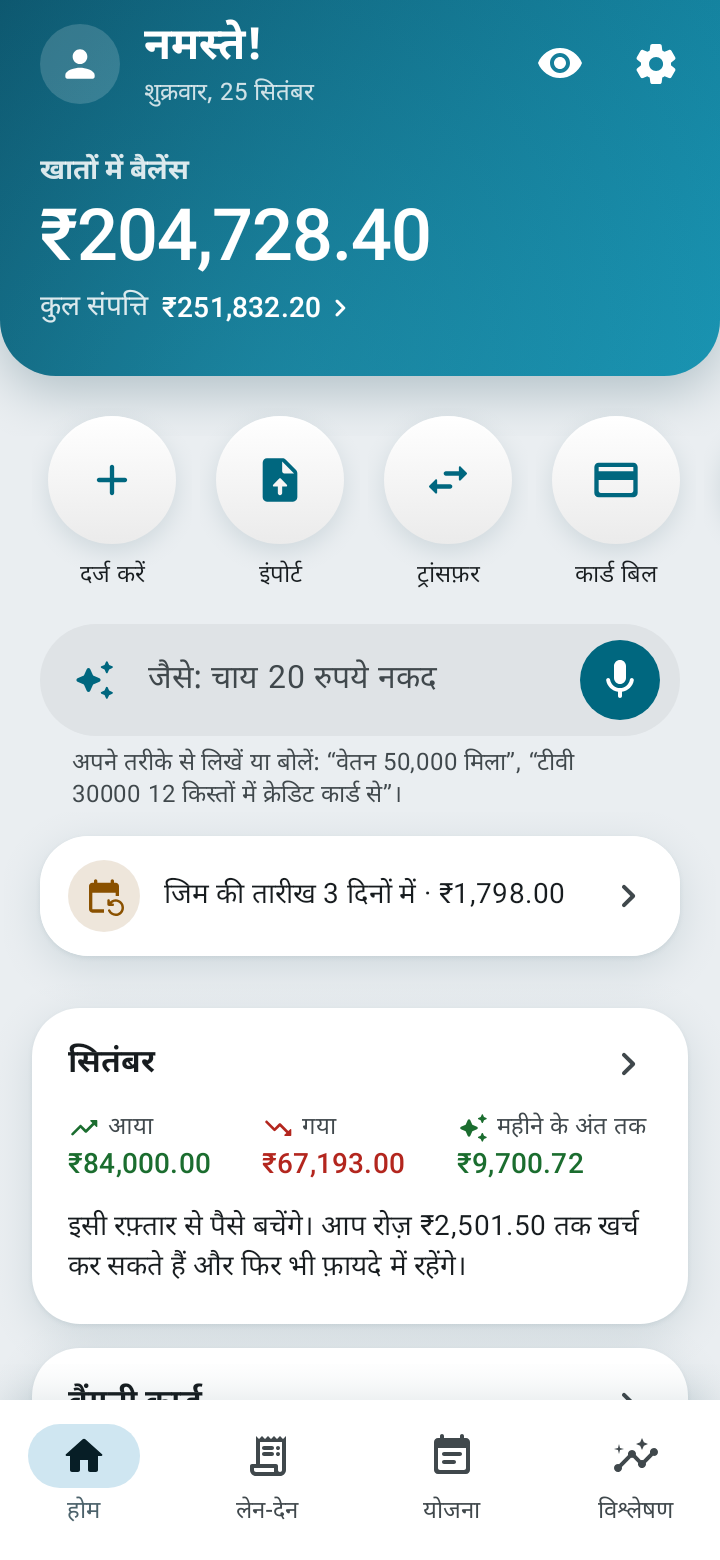 नमस्ते!
शुक्रवार, 25 सितंबर
खातों में बैलेंस
₹204,728.40
कुल संपत्ति ₹251,832.20
दर्ज करें
इंपोर्ट
ट्रांसफ़र
कार्ड बिल
जैसे: चाय 20 रुपये नकद
अपने तरीके से लिखें या बोलें: “वेतन 50,000 मिला”, “टीवी
30000 12 किस्तों में क्रेडिट कार्ड से”।
जिम की तारीख 3 दिनों में · ₹1,798.00
सितंबर
आया
गया
महीने के अंत तक
₹84,000.00
₹67,193.00
₹9,700.72
इसी रफ़्तार से पैसे बचेंगे। आप रोज़ ₹2,501.50 तक खर्च
कर सकते हैं और फिर भी फ़ायदे में रहेंगे।
होम
लेन-देन
योजना
विश्लेषण